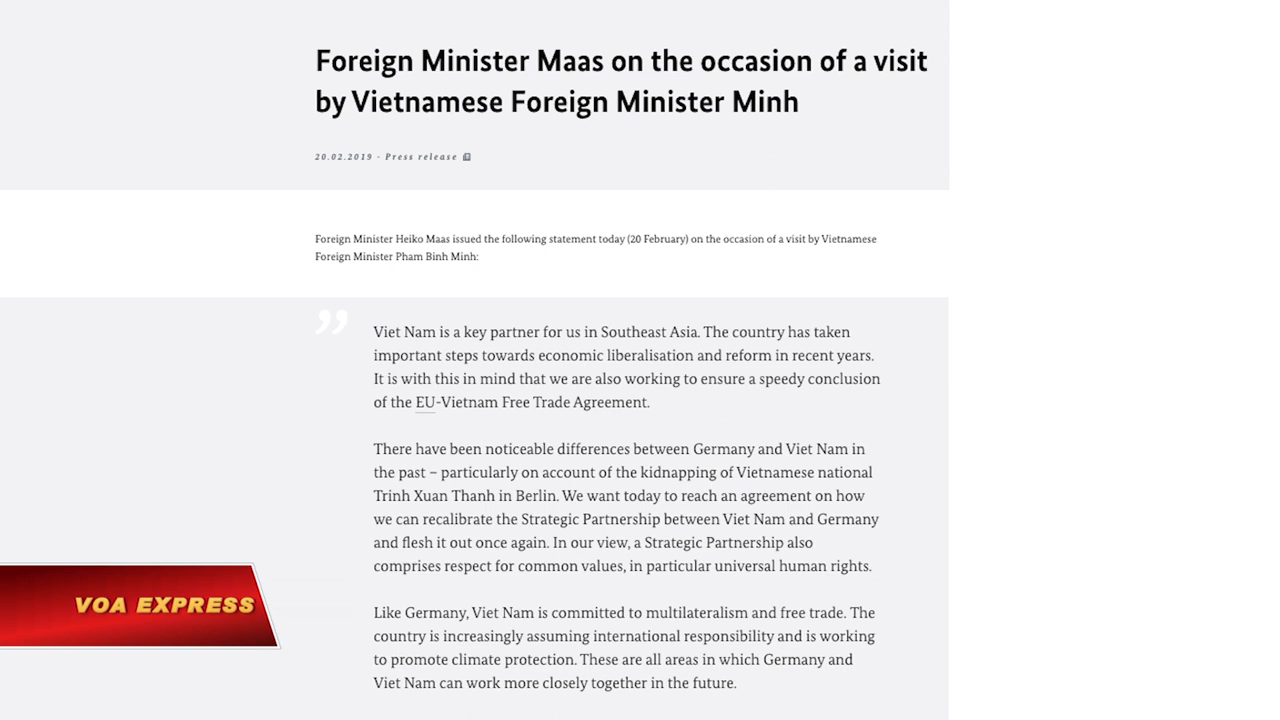 Foreign Minister Maas on the occasion of a visit
by Vietnamese Foreign Minister Minh
20.02.2019 - Press release
Foreign Minister Heiko Maas issued the following statement today (20 February) on the occasion of a visit by Vietnamese
Foreign Minister Pham Binh Minh:
”
Viet Nam is a key partner for us in Southeast Asia. The country has taken
important steps towards economic liberalisation and reform in recent years.
It is with this in mind that we are also working to ensure a speedy conclusion
of the EU-Vietnam Free Trade Agreement.
There have been noticeable differences between Germany and Viet Nam in
the past – particularly on account of the kidnapping of Vietnamese national
Trinh Xuan Thanh in Berlin. We want today to reach an agreement on how
we can recalibrate the Strategic Partnership between Viet Nam and Germany
and flesh it out once again. In our view, a Strategic Partnership also
comprises respect for common values, in particular universal human rights.
VOA EXPRESS
Like Germany, Viet Nam is committed to multilateralism and free trade. The
country is increasingly assuming international responsibility and is working
to promote climate protection. These are all areas in which Germany and
Viet Nam can work more closely together in the future.